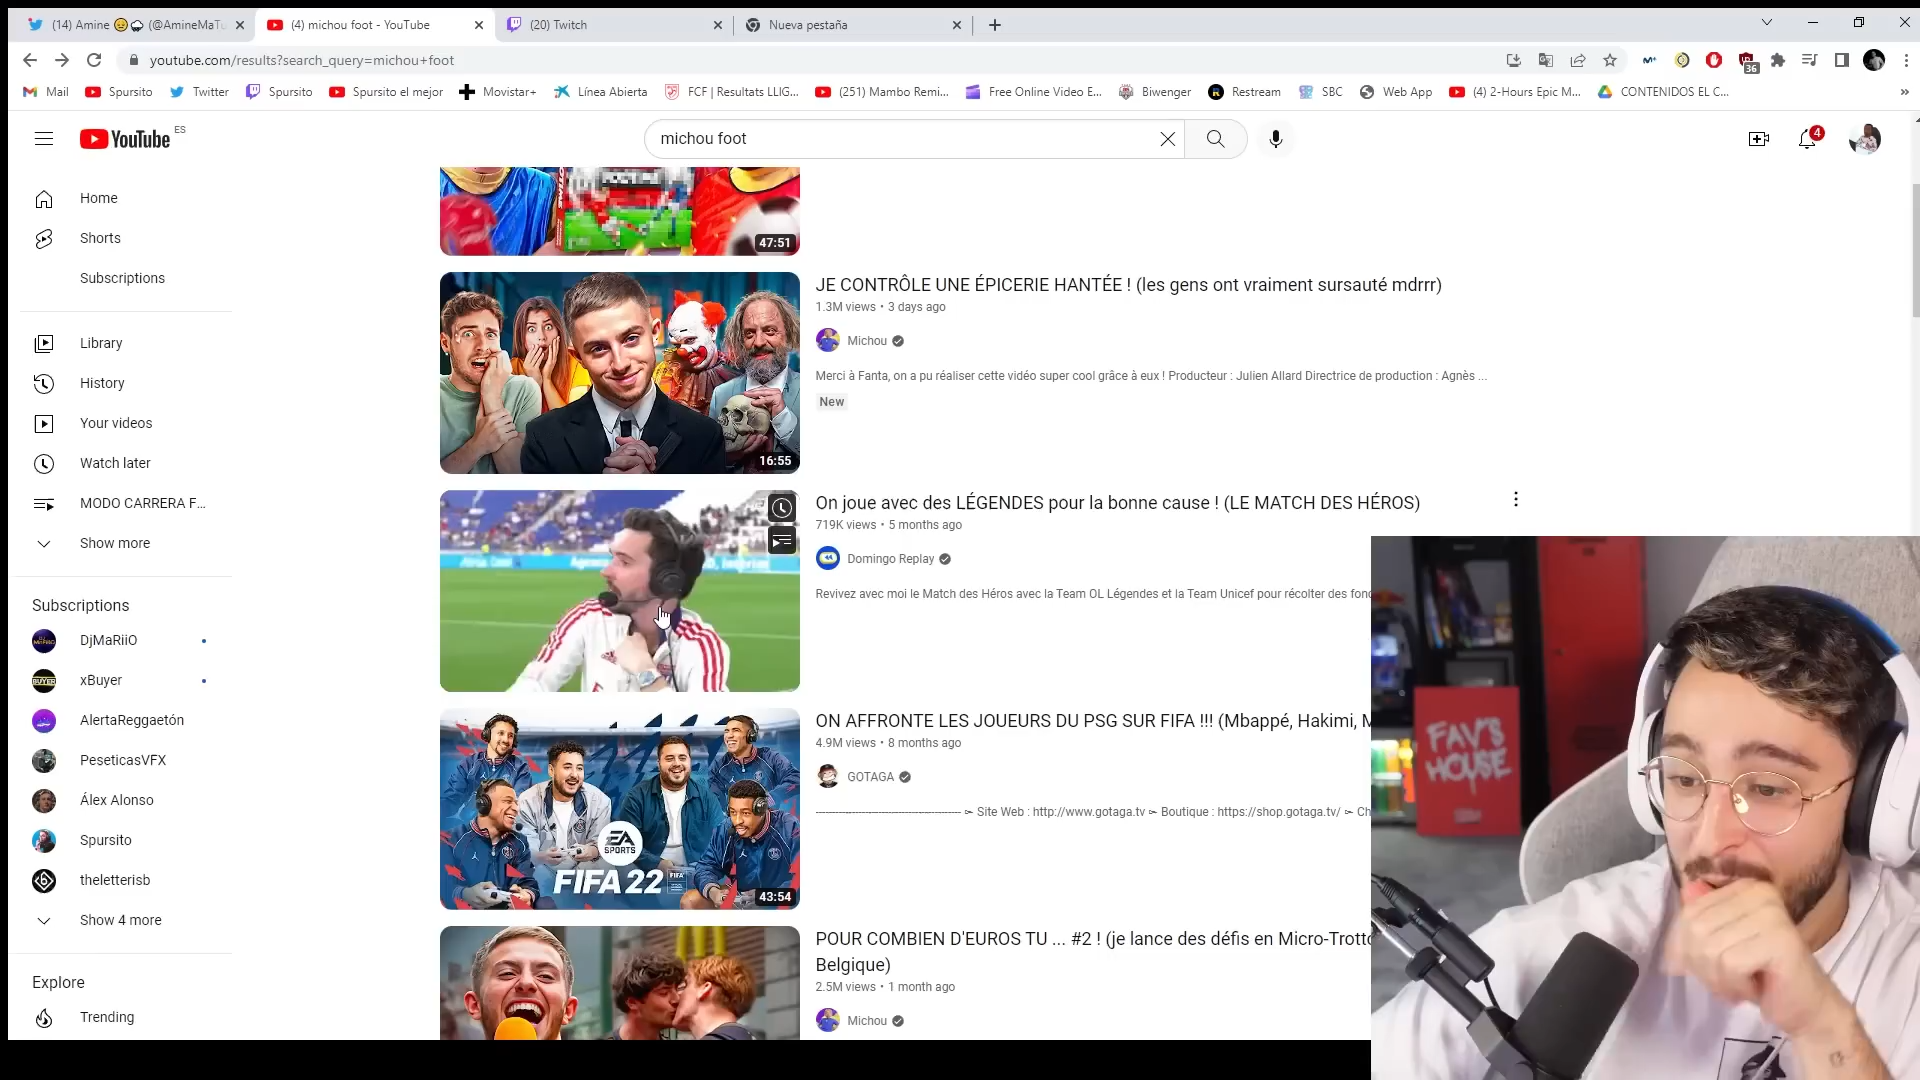 (14) Amine 😔🌧 (@AmineMaTu
(4) michou foot - YouTube
(20) Twitch
Nueva pestaña
youtube.com/results?search_query=michou+foot
36
Mail
Spursito
Twitter
Spursito
Spursito el mejor
Movistar+
Línea Abierta
FCF | Resultats LLIG...
(251) Mambo Remi...
Free Online Video E...
Biwenger
Restream
SBC
Web App
(4) 2-Hours Epic M...
CONTENIDOS EL C...
YouTube ES
michou foot
4
Home
Shorts
Subscriptions
Library
History
Your videos
Watch later
MODO CARRERA F...
Show more
Subscriptions
DjMaRiiO
xBuyer
AlertaReggaetón
PeseticasVFX
Álex Alonso
Spursito
theletterisb
Show 4 more
Explore
Trending
47:51
16:55
JE CONTRÔLE UNE ÉPICERIE HANTÉE ! (les gens ont vraiment sursauté mdrrr)
1.3M views • 3 days ago
Michou
Merci à Fanta, on a pu réaliser cette vidéo super cool grâce à eux ! Producteur : Julien Allard Directrice de production : Agnès ...
New
On joue avec des LÉGENDES pour la bonne cause ! (LE MATCH DES HÉROS)
719K views • 5 months ago
Domingo Replay
Revivez avec moi le Match des Héros avec la Team OL Légendes et la Team Unicef pour récolter des fond
EA SPORTS
FIFA 22
43:54
ON AFFRONTE LES JOUEURS DU PSG SUR FIFA !!! (Mbappé, Hakimi, M
4.9M views • 8 months ago
GOTAGA
---------------------------------------------- ► Site Web : http://www.gotaga.tv ► Boutique : https://shop.gotaga.tv/ ► Ch
POUR COMBIEN D'EUROS TU ... #2 ! (je lance des défis en Micro-Trotto
Belgique)
2.5M views • 1 month ago
Michou
FAV'S
HOUSE